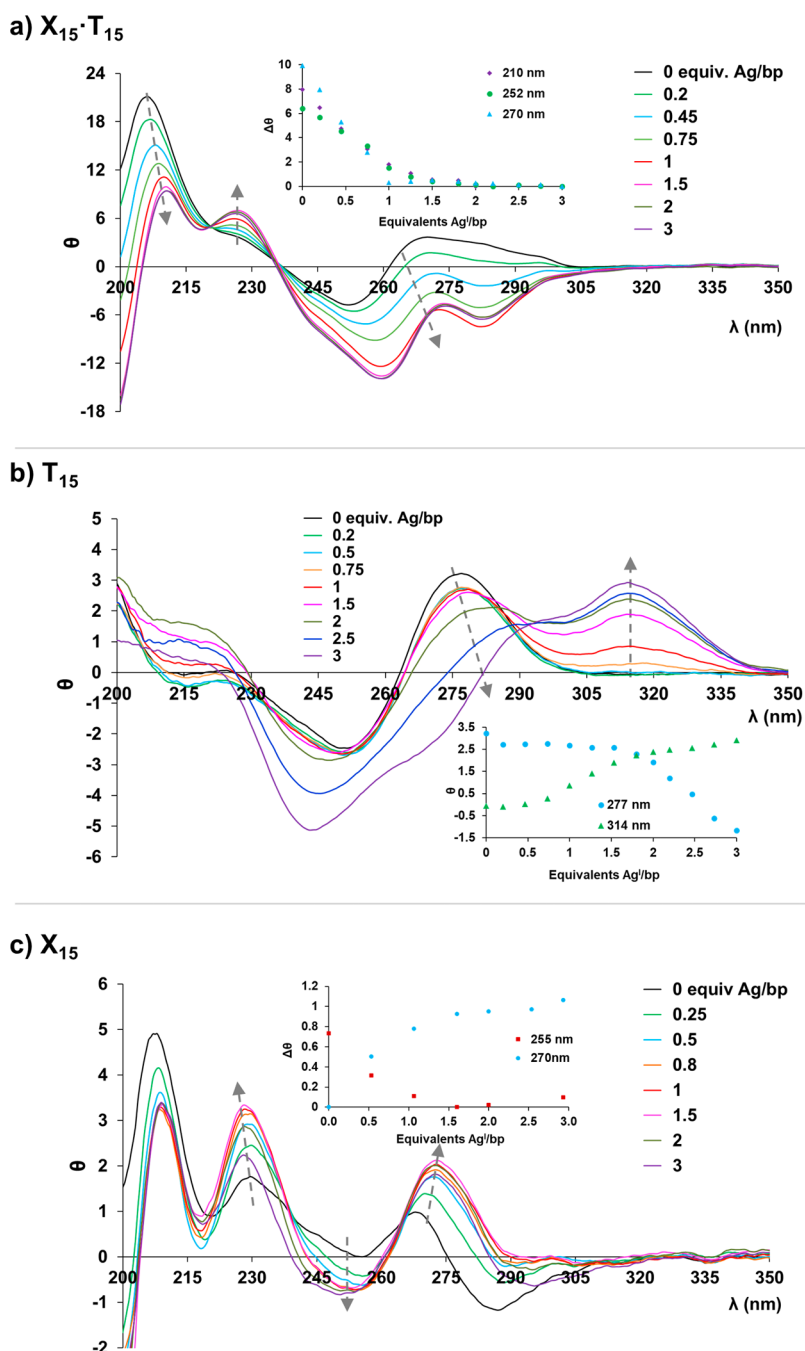 a) X₁₅·T₁₅
24
18
12
6
0
-6
-12
-18
θ
200 215 230 245 260 275 290 305 320 335 350
λ (nm)
10
8
6
4
2
0
Δθ
0 0.5 1 1.5 2 2.5 3
Equivalents Agᴵ/bp
210 nm
252 nm
270 nm
0 equiv. Ag/bp
0.2
0.45
0.75
1
1.5
2
3
b) T₁₅
5
4
3
2
1
0
-1
-2
-3
-4
-5
-6
θ
200 215 230 245 260 275 290 305 320 335 350
λ (nm)
0 equiv. Ag/bp
0.2
0.5
0.75
1
1.5
2
2.5
3
3.5
2.5
1.5
0.5
-0.5
-1.5
θ
277 nm
314 nm
0 0.5 1 1.5 2 2.5 3
Equivalents Agᴵ/bp
c) X₁₅
6
5
4
3
2
1
0
-1
-2
θ
200 215 230 245 260 275 290 305 320 335 350
λ (nm)
1.2
1
0.8
0.6
0.4
0.2
0
Δθ
255 nm
270nm
0.0 0.5 1.0 1.5 2.0 2.5 3.0
Equivalents Agᴵ/bp
0 equiv Ag/bp
0.25
0.5
0.8
1
1.5
2
3